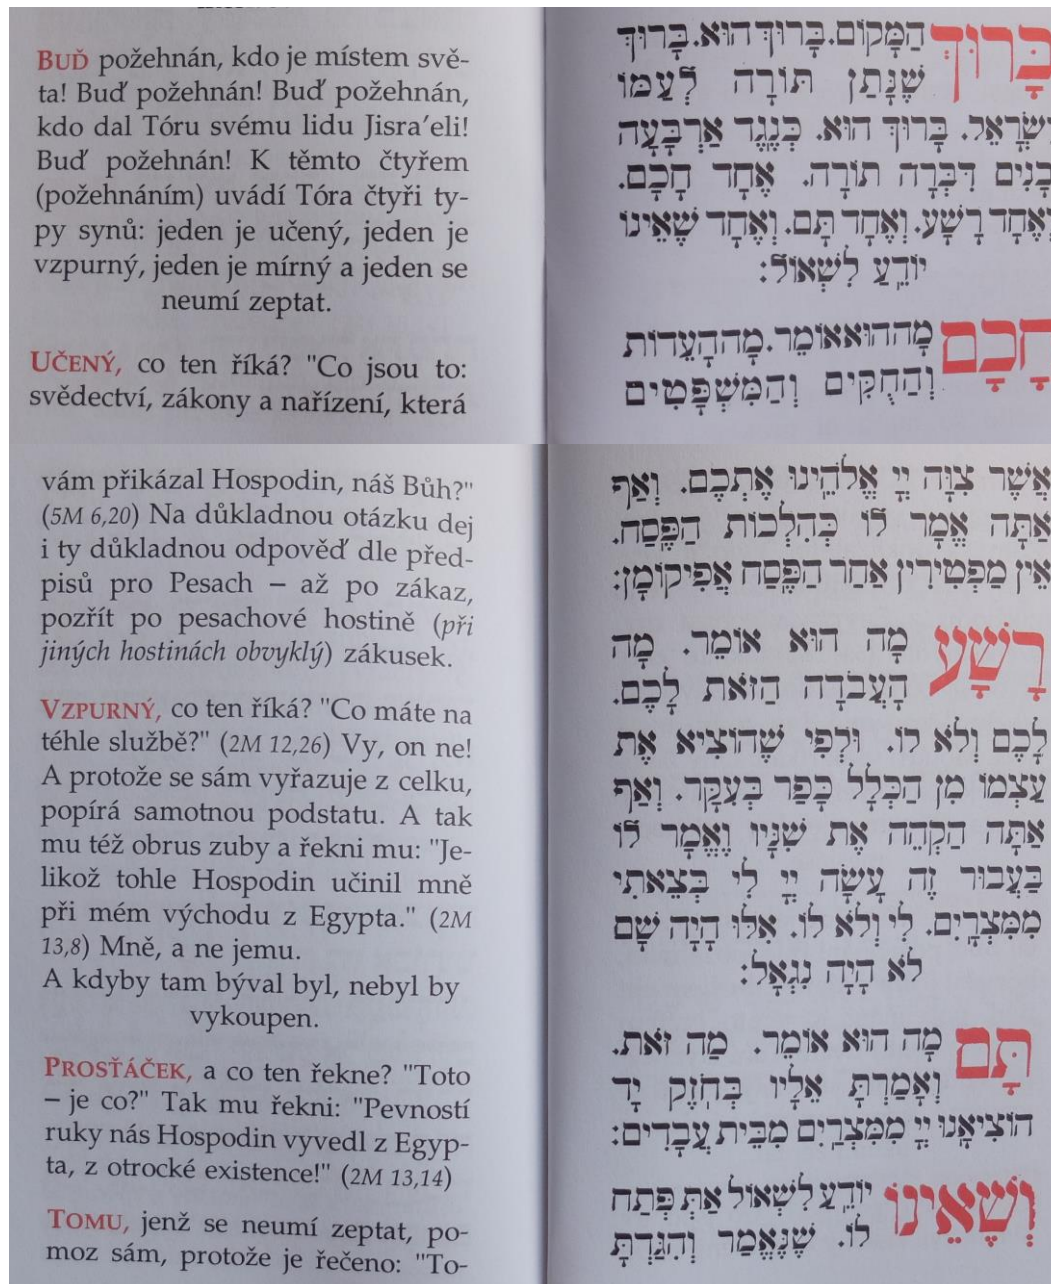 BUĎ požehnán, kdo je místem svě-
ta! Buď požehnán! Buď požehnán,
kdo dal Tóru svému lidu Jisra’eli!
Buď požehnán! K těmto čtyřem
(požehnáním) uvádí Tóra čtyři ty-
py synů: jeden je učený, jeden je
vzpurný, jeden je mírný a jeden se
neumí zeptat.
UČENÝ, co ten říká? "Co jsou to:
svědectví, zákony a nařízení, která
בָּרוּךְ הַמָּקוֹם. בָּרוּךְ הוּא. בָּרוּךְ
שֶׁנָּתַן תּוֹרָה לְעַמּוֹ
יִשְׂרָאֵל. בָּרוּךְ הוּא. כְּנֶגֶד אַרְבָּעָה
בָנִים דִּבְּרָה תוֹרָה. אֶחָד חָכָם.
וְאֶחָד רָשָׁע. וְאֶחָד תָּם. וְאֶחָד שֶׁאֵינוֹ
יוֹדֵעַ לִשְׁאוֹל:
חָכָם מָה הוּא אוֹמֵר. מָה הָעֵדוֹת
וְהַחֻקִּים וְהַמִּשְׁפָּטִים
vám přikázal Hospodin, náš Bůh?"
(5M 6,20) Na důkladnou otázku dej
i ty důkladnou odpověď dle před-
pisů pro Pesach – až po zákaz,
pozřít po pesachové hostině (při
jiných hostinách obvyklý) zákusek.
VZPURNÝ, co ten říká? "Co máte na
téhle službě?" (2M 12,26) Vy, on ne!
A protože se sám vyřazuje z celku,
popírá samotnou podstatu. A tak
mu též obrus zuby a řekni mu: "Je-
likož tohle Hospodin učinil mně
při mém východu z Egypta." (2M
13,8) Mně, a ne jemu.
A kdyby tam býval byl, nebyl by
vykoupen.
PROSŤÁČEK, a co ten řekne? "Toto
– je co?" Tak mu řekni: "Pevností
ruky nás Hospodin vyvedl z Egyp-
ta, z otrocké existence!" (2M 13,14)
TOMU, jenž se neumí zeptat, po-
moz sám, protože je řečeno: "To-
אֲשֶׁר צִוָּה יְיָ אֱלֹהֵינוּ אֶתְכֶם. וְאַף
אַתָּה אֱמָר לוֹ כְּהִלְכוֹת הַפֶּסַח.
אֵין מַפְטִירִין אַחַר הַפֶּסַח אֲפִיקוֹמָן:
רָשָׁע מָה הוּא אוֹמֵר. מָה
הָעֲבֹדָה הַזֹּאת לָכֶם.
לָכֶם וְלֹא לוֹ. וּלְפִי שֶׁהוֹצִיא אֶת
עַצְמוֹ מִן הַכְּלָל כָּפַר בְּעִקָּר. וְאַף
אַתָּה הַקְהֵה אֶת שִׁנָּיו וֶאֱמָר לוֹ
בַּעֲבוּר זֶה עָשָׂה יְיָ לִי בְּצֵאתִי
מִמִּצְרָיִם. לִי וְלֹא לוֹ. אִלּוּ הָיָה שָׁם
לֹא הָיָה נִגְאָל:
תָּם מָה הוּא אוֹמֵר. מַה זֹּאת.
וְאָמַרְתָּ אֵלָיו בְּחֹזֶק יָד
הוֹצִיאָנוּ יְיָ מִמִּצְרַיִם מִבֵּית עֲבָדִים:
וְשֶׁאֵינוֹ יוֹדֵעַ לִשְׁאוֹל אַתְּ פְּתַח
לוֹ. שֶׁנֶּאֱמַר וְהִגַּדְתָּ